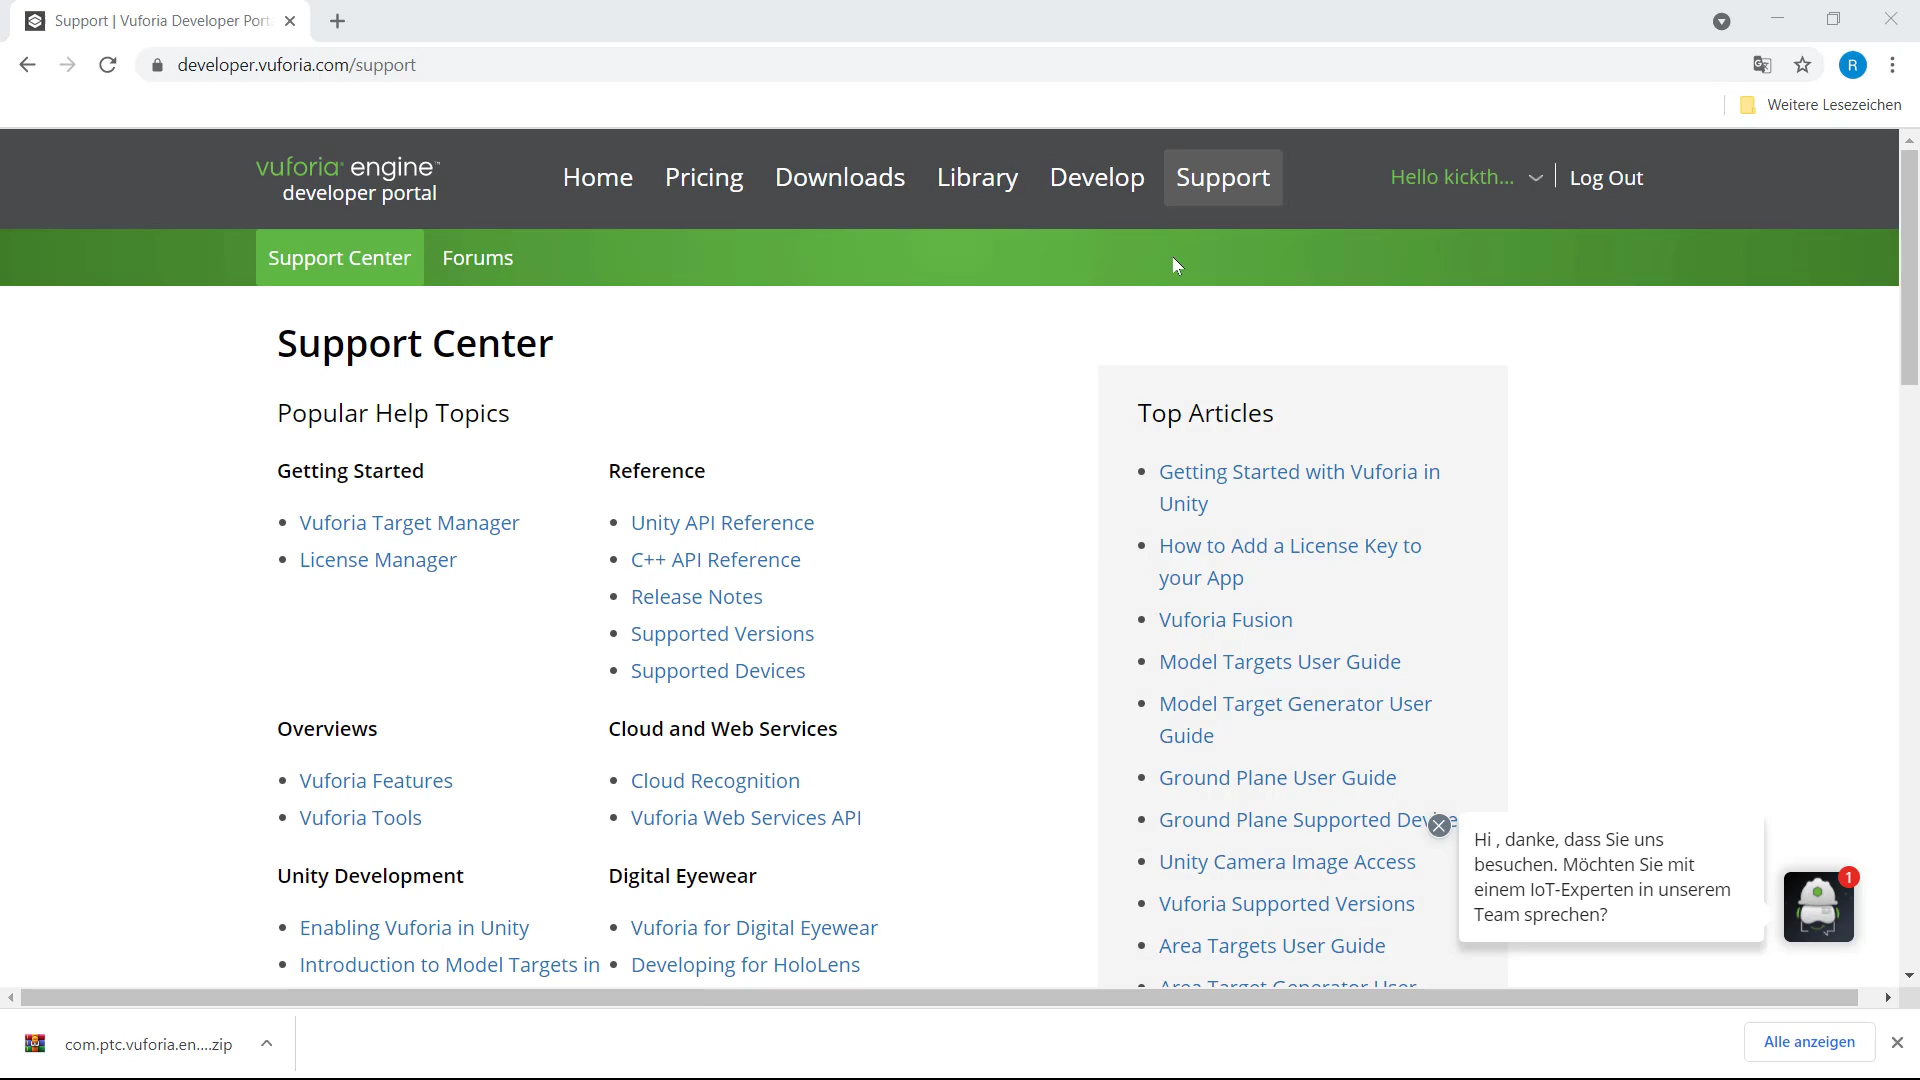 Support | Vuforia Developer Port
developer.vuforia.com/support
R
Weitere Lesezeichen
vuforia® engine™
developer portal
Home
Pricing
Downloads
Library
Develop
Support
Hello kickth...
Log Out
Support Center
Forums
Support Center
Popular Help Topics
Getting Started
Vuforia Target Manager
License Manager
Reference
Unity API Reference
C++ API Reference
Release Notes
Supported Versions
Supported Devices
Overviews
Vuforia Features
Vuforia Tools
Cloud and Web Services
Cloud Recognition
Vuforia Web Services API
Unity Development
Enabling Vuforia in Unity
Introduction to Model Targets in
Digital Eyewear
Vuforia for Digital Eyewear
Developing for HoloLens
Top Articles
Getting Started with Vuforia in
Unity
How to Add a License Key to
your App
Vuforia Fusion
Model Targets User Guide
Model Target Generator User
Guide
Ground Plane User Guide
Ground Plane Supported
Unity Camera Image Access
Vuforia Supported Versions
Area Targets User Guide
Area Target Generator User
Hi , danke, dass Sie uns
besuchen. Möchten Sie mit
einem IoT-Experten in unserem
Team sprechen?
1
com.ptc.vuforia.en....zip
Alle anzeigen